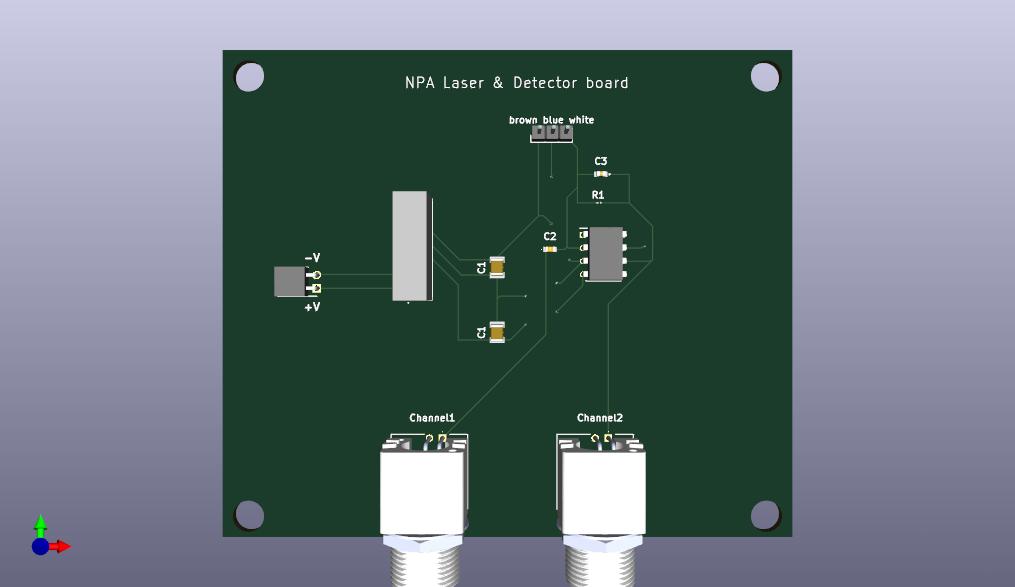 NPA Laser & Detector board
brown blue white
C3
R1
C2
-V
C1
+V
C1
Channel1
Channel2